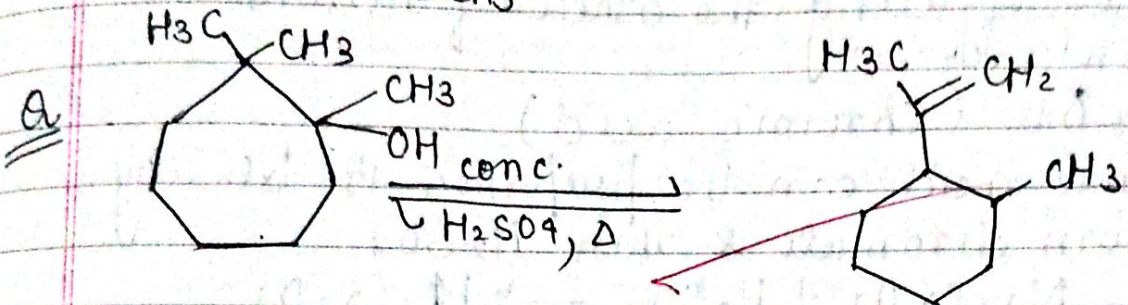 H3C CH3 H3C CH2.
Q CH3
OH conc. CH3
H2SO4, Δ